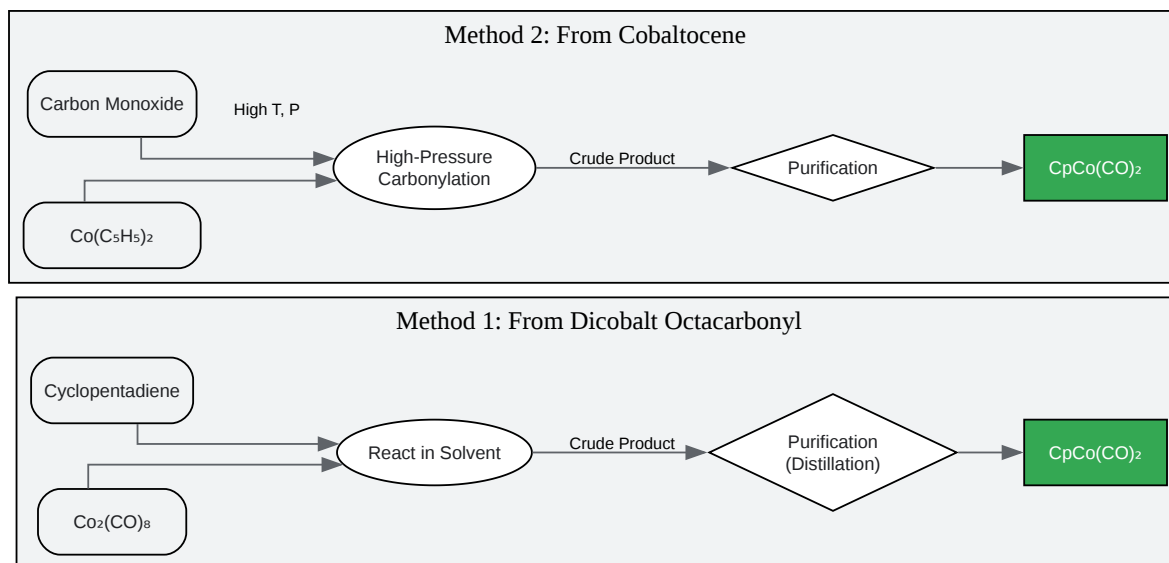 Method 2: From Cobaltocene
Carbon Monoxide
High T, P
High-Pressure
Carbonylation
Crude Product
Purification
CpCo(CO)₂
Co(C₅H₅)₂
Method 1: From Dicobalt Octacarbonyl
Cyclopentadiene
React in Solvent
Crude Product
Purification
(Distillation)
CpCo(CO)₂
Co₂(CO)₈